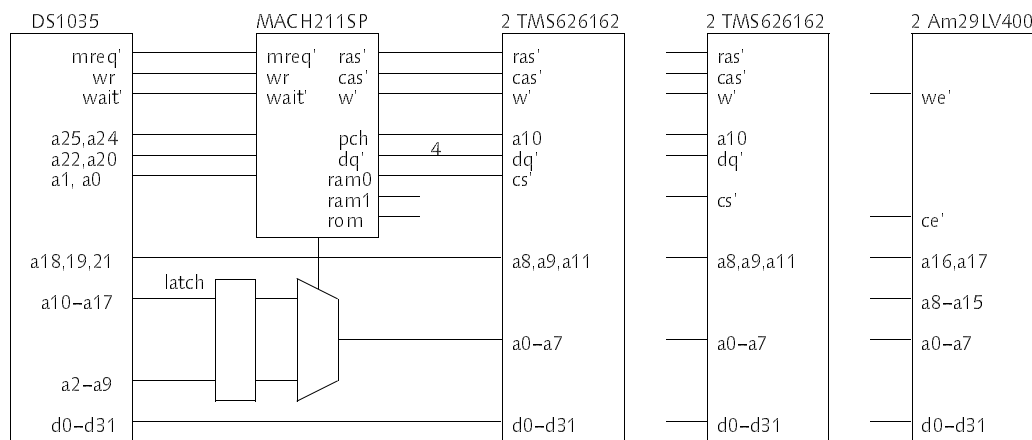 DS1035 MACH211SP 2 TMS626162 2 TMS626162 2 Am29LV400
mreq' mreq' ras' ras' ras'
wr wr cas' cas' cas'
wait' wait' w' w' w' we'
a25,a24 pch a10 a10
a22,a20 dq' 4 dq' dq'
a1, a0 ram0 cs'
ram1 cs'
rom ce'
a18,19,21 a8,a9,a11 a8,a9,a11 a16,a17
latch
a10-a17 a8-a15
a0-a7 a0-a7 a0-a7
a2-a9
d0-d31 d0-d31 d0-d31 d0-d31